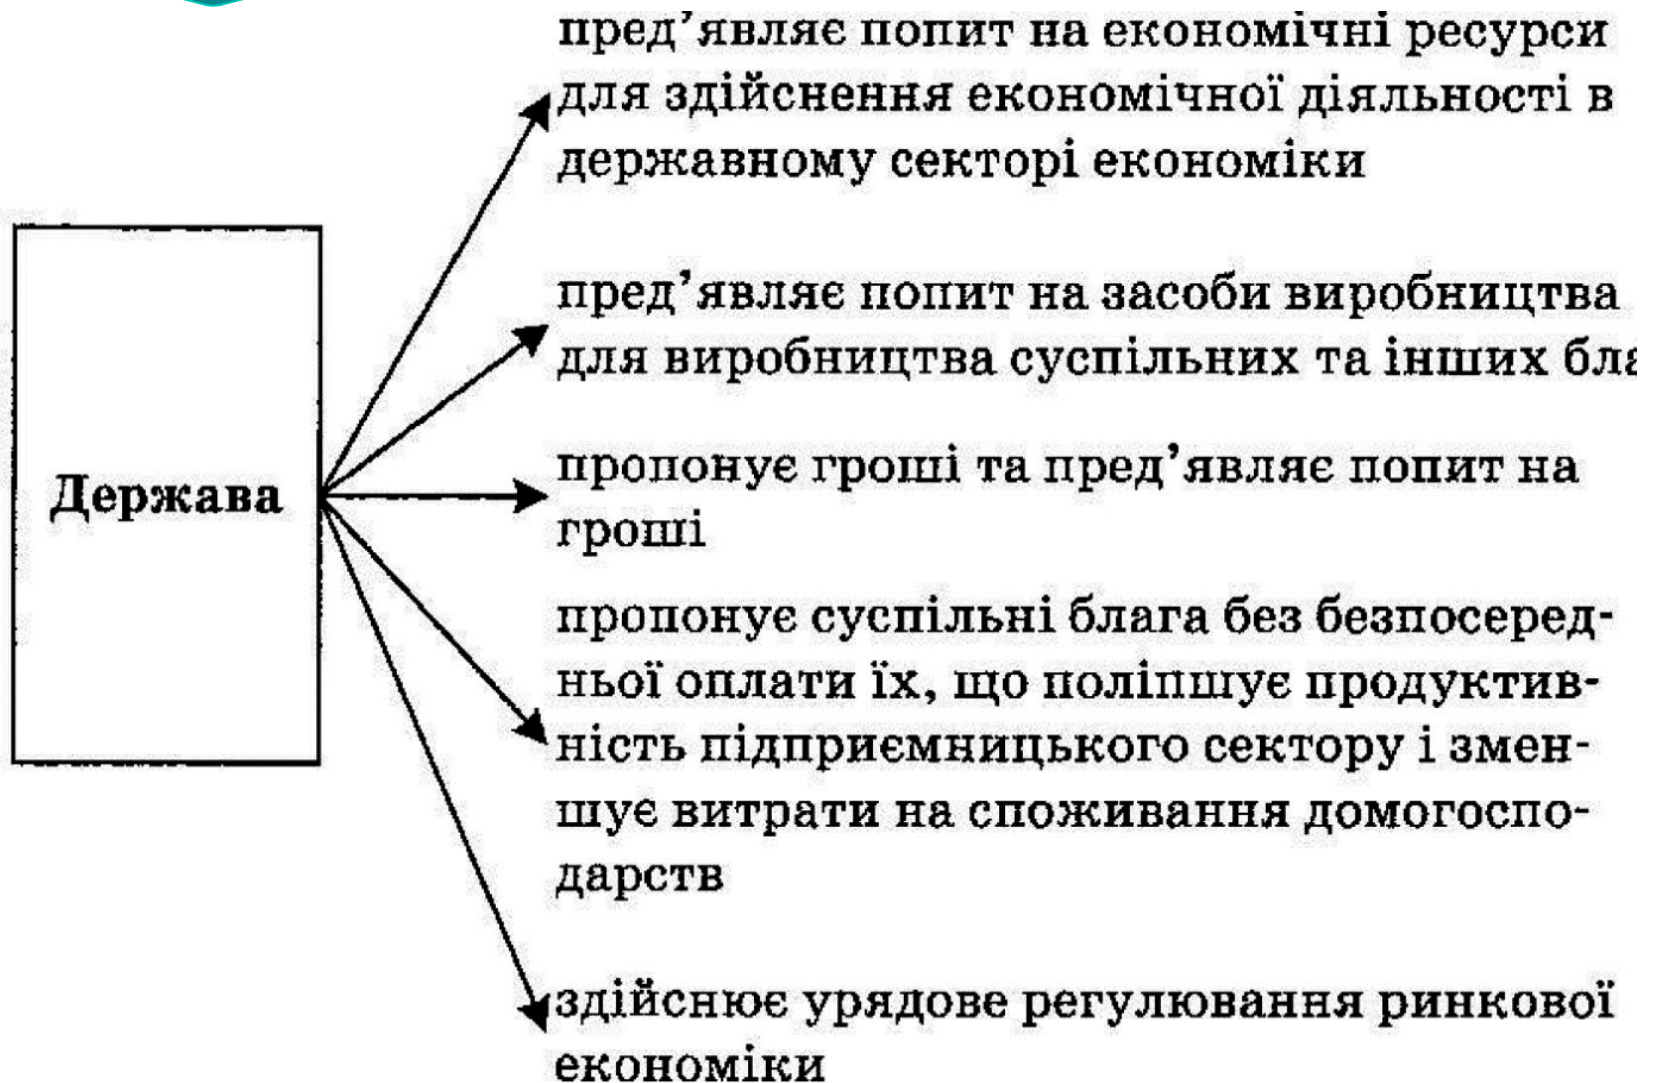 пред’являє попит на економічні ресурси
для здійснення економічної діяльності в
державному секторі економіки
пред’являє попит на засоби виробництва
для виробництва суспільних та інших
Держава
пропонує гроші та пред’являє попит на
гроші
пропонує суспільні блага без безпосеред-
ньої оплати їх, що поліпшує продуктив-
ність підприємницького сектору і змен-
шує витрати на споживання домогоспо-
дарств
здійснює урядове регулювання ринкової
економіки